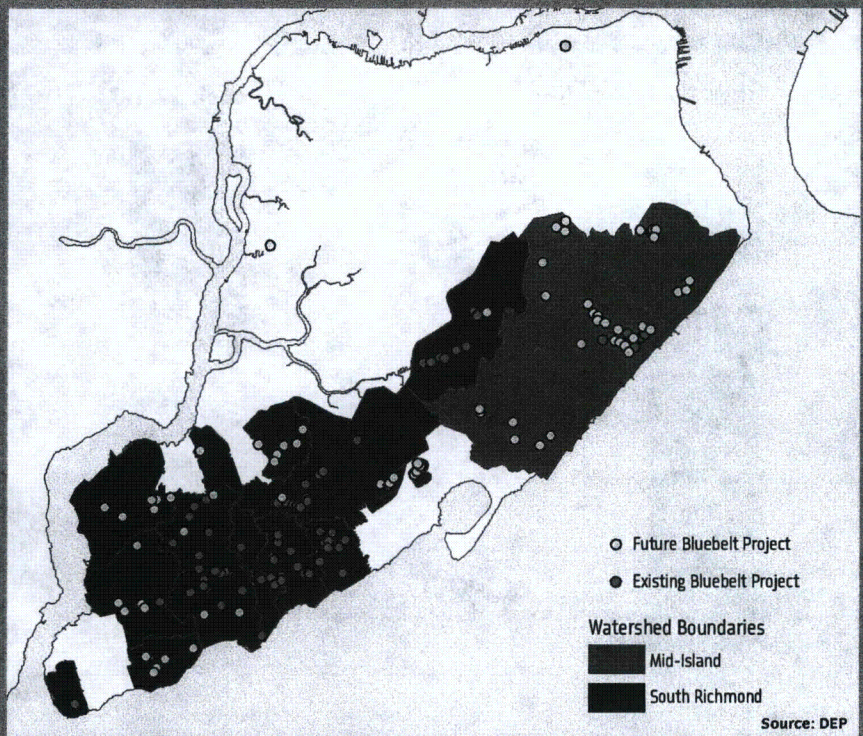 Future Bluebelt Project
Existing Bluebelt Project
Watershed Boundaries
Mid-Island
South Richmond
Source: DEP